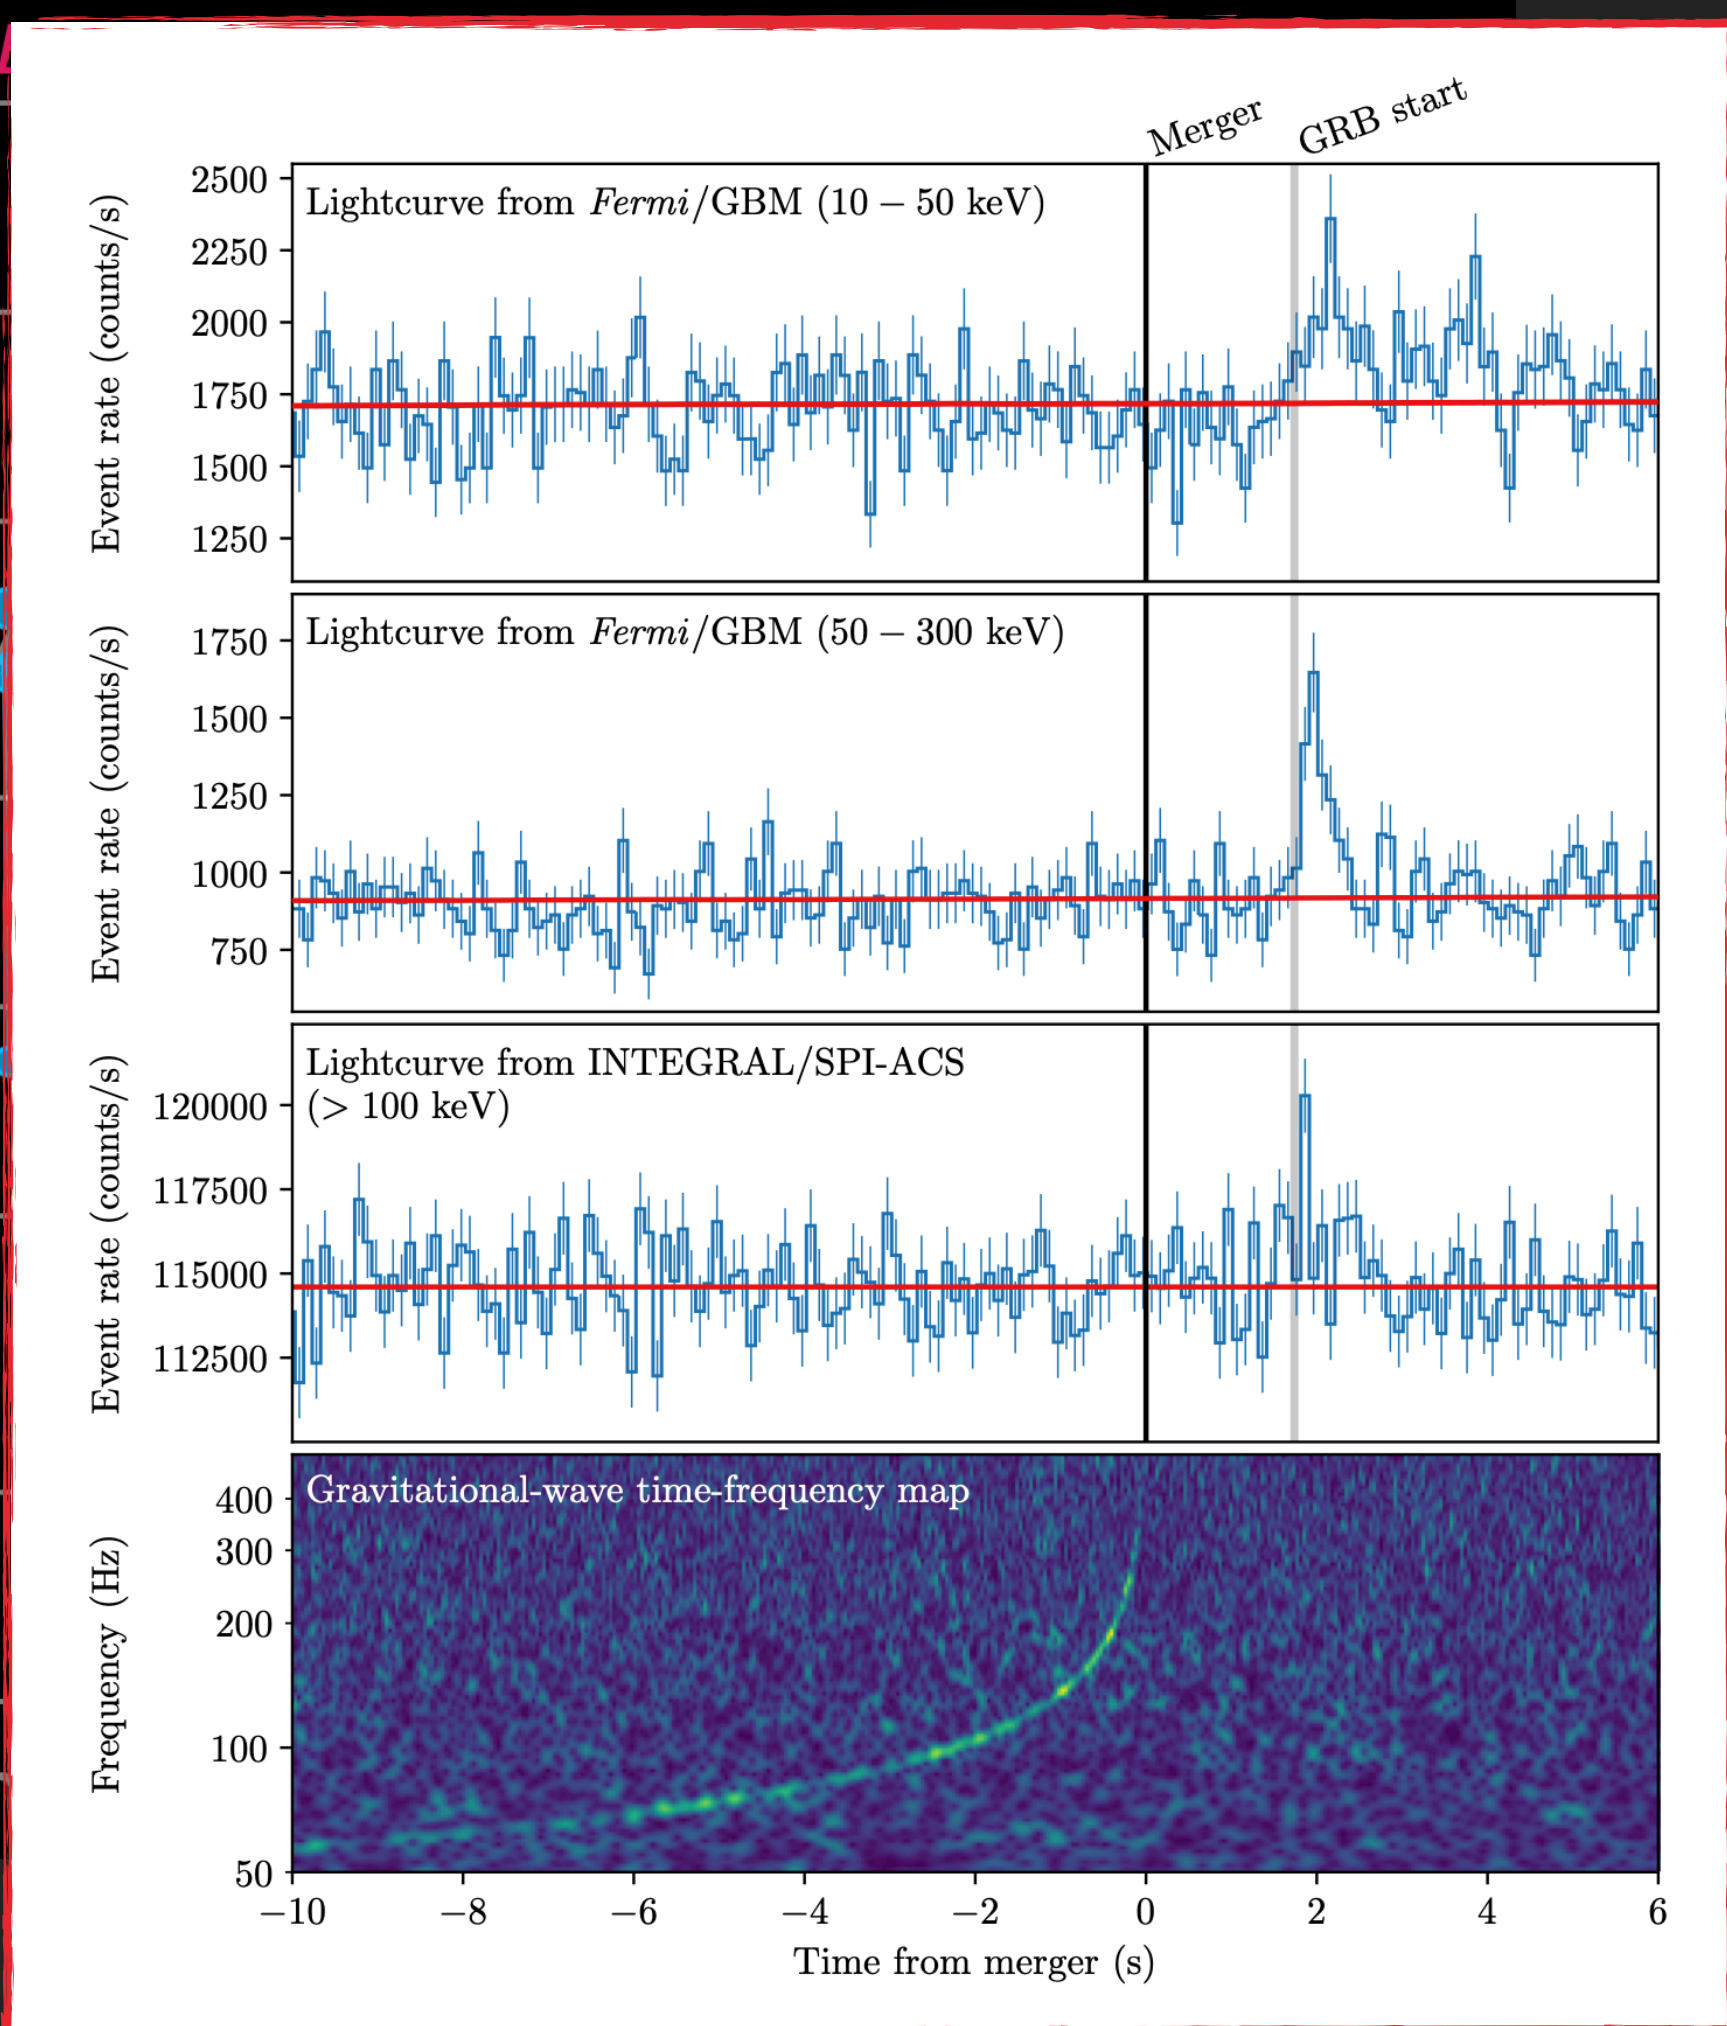 Merger
GRB start
Event rate (counts/s)
2500
2250
2000
1750
1500
1250
Lightcurve from Fermi/GBM (10 – 50 keV)
Event rate (counts/s)
1750
1500
1250
1000
750
Lightcurve from Fermi/GBM (50 – 300 keV)
Event rate (counts/s)
120000
117500
115000
112500
Lightcurve from INTEGRAL/SPI-ACS
(> 100 keV)
Frequency (Hz)
400
300
200
100
50
Gravitational-wave time-frequency map
−10 −8 −6 −4 −2 0 2 4 6
Time from merger (s)